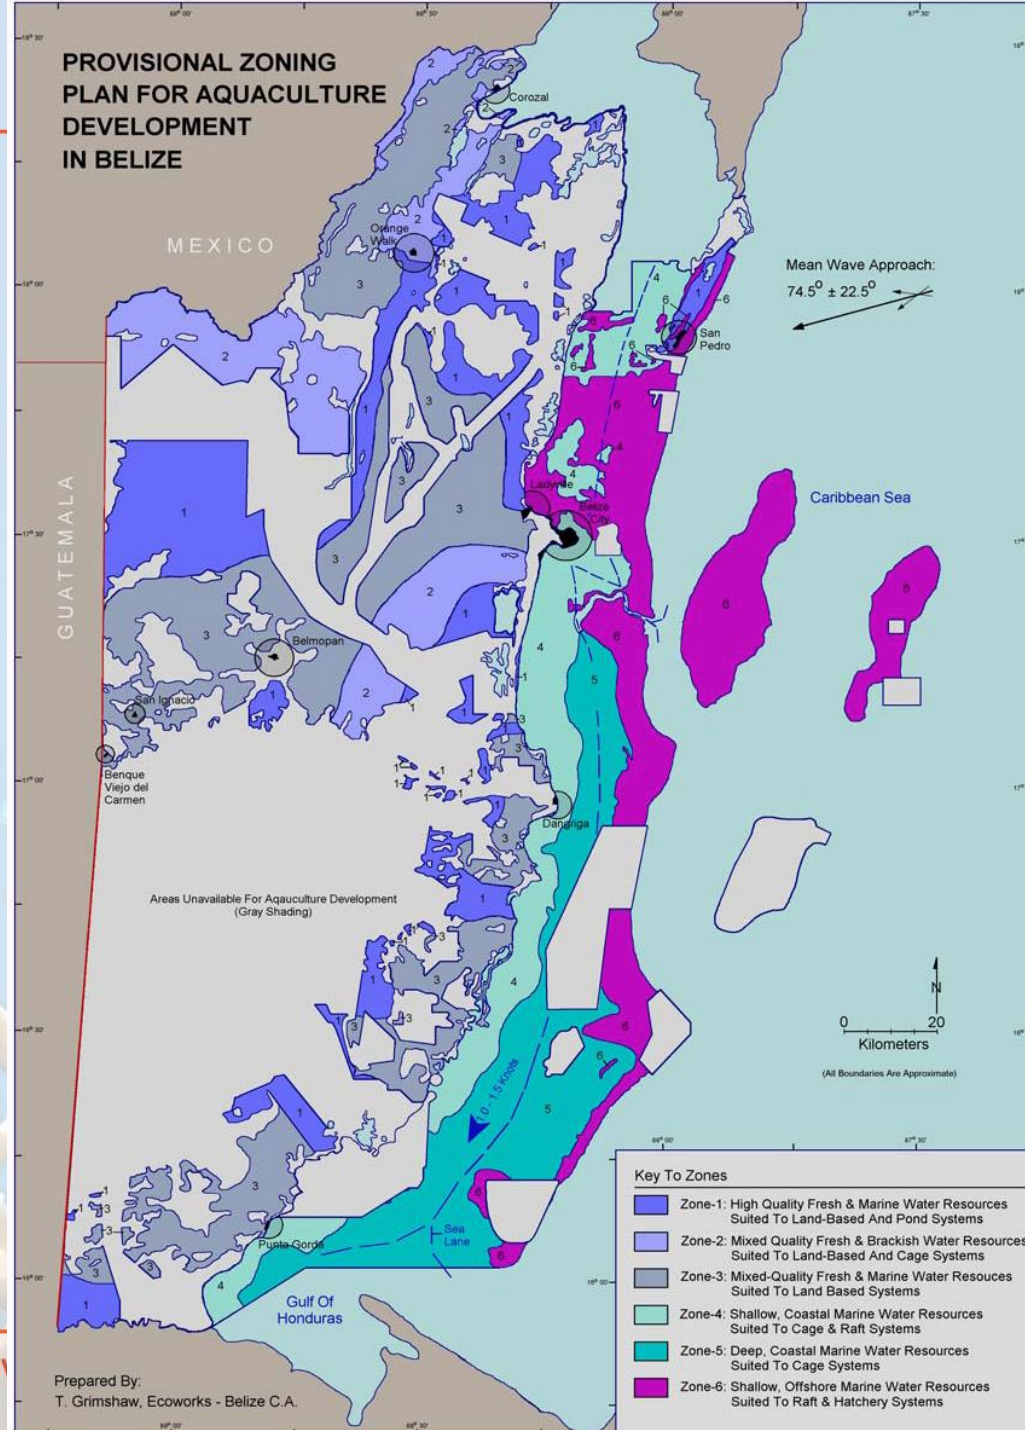 PROVISIONAL ZONING
PLAN FOR AQUACULTURE
DEVELOPMENT
IN BELIZE
MEXICO
GUATEMALA
Corozal
Orange
Walk
San
Pedro
Mean Wave Approach:
74.5° ± 22.5°
Caribbean Sea
Ladyville
Belize
City
Belmopan
San Ignacio
Benque
Viejo del
Carmen
Dangriga
Areas Unavailable For Aqauculture Development
(Gray Shading)
1.0 - 1.5 Knots
N
0 20
Kilometers
(All Boundaries Are Approximate)
Sea
Lane
Punta Gorda
Gulf Of
Honduras
Prepared By:
T. Grimshaw, Ecoworks - Belize C.A.
Key To Zones
Zone-1: High Quality Fresh & Marine Water Resources
Suited To Land-Based And Pond Systems
Zone-2: Mixed Quality Fresh & Brackish Water Resources
Suited To Land-Based And Cage Systems
Zone-3: Mixed-Quality Fresh & Marine Water Resouces
Suited To Land Based Systems
Zone-4: Shallow, Coastal Marine Water Resources
Suited To Cage & Raft Systems
Zone-5: Deep, Coastal Marine Water Resources
Suited To Cage Systems
Zone-6: Shallow, Offshore Marine Water Resources
Suited To Raft & Hatchery Systems